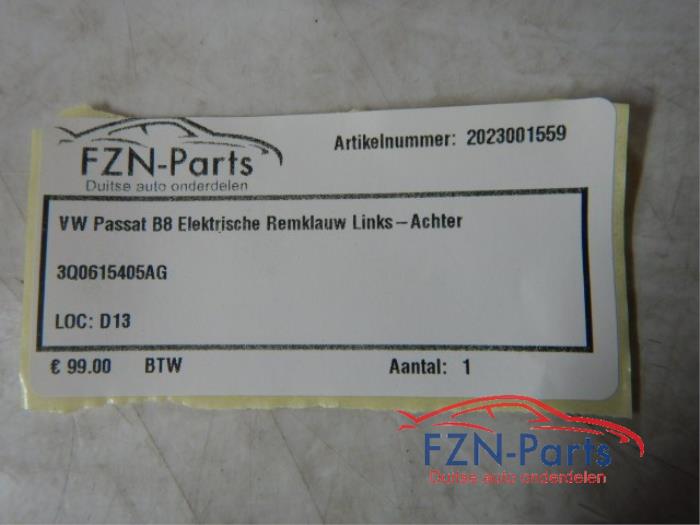 FZN-Parts
Duitse auto onderdelen
Artikelnummer: 2023001559
VW Passat B8 Elektrische Remklauw Links-Achter
3Q0615405AG
LOC: D13
€ 99.00 BTW Aantal: 1
FZN-Parts
Duitse auto onderdelen